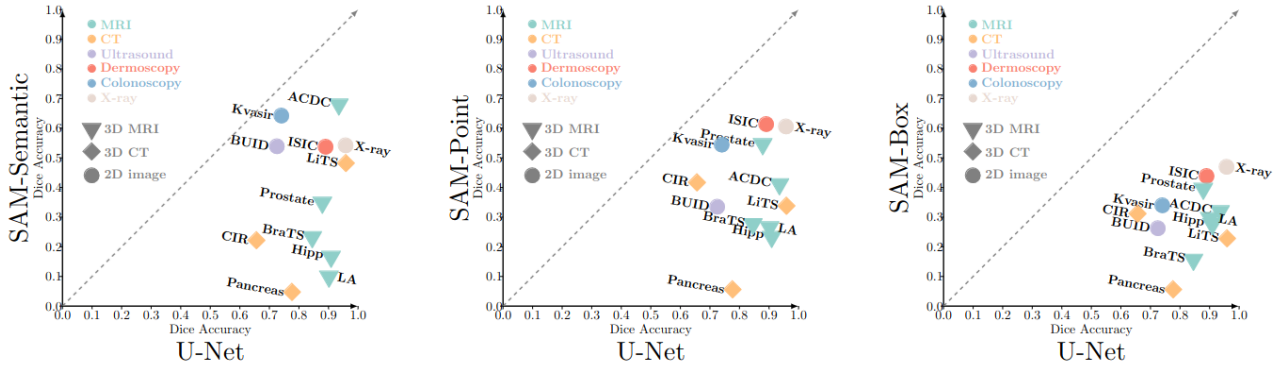 SAM-Semantic
Dice Accuracy
1.0
0.9
0.8
0.7
0.6
0.5
0.4
0.3
0.2
0.1
0.0
MRI
CT
Ultrasound
Dermoscopy
Colonoscopy
X-ray
3D MRI
3D CT
2D image
ACDC
Kvasir
BUID
ISIC
X-ray
LiTS
Prostate
CIR
BraTS
Hipp
LA
Pancreas
0.0 0.1 0.2 0.3 0.4 0.5 0.6 0.7 0.8 0.9 1.0
Dice Accuracy
U-Net
SAM-Point
Dice Accuracy
1.0
0.9
0.8
0.7
0.6
0.5
0.4
0.3
0.2
0.1
0.0
MRI
CT
Ultrasound
Dermoscopy
Colonoscopy
X-ray
3D MRI
3D CT
2D image
ISIC
X-ray
Prostate
Kvasir
CIR
ACDC
BUID
LiTS
BraTS
Hipp
LA
Pancreas
0.0 0.1 0.2 0.3 0.4 0.5 0.6 0.7 0.8 0.9 1.0
Dice Accuracy
U-Net
SAM-Box
Dice Accuracy
1.0
0.9
0.8
0.7
0.6
0.5
0.4
0.3
0.2
0.1
0.0
MRI
CT
Ultrasound
Dermoscopy
Colonoscopy
X-ray
3D MRI
3D CT
2D image
ISIC
X-ray
Prostate
Kvasir
ACDC
CIR
Hipp
LA
BUID
LiTS
BraTS
Pancreas
0.0 0.1 0.2 0.3 0.4 0.5 0.6 0.7 0.8 0.9 1.0
Dice Accuracy
U-Net